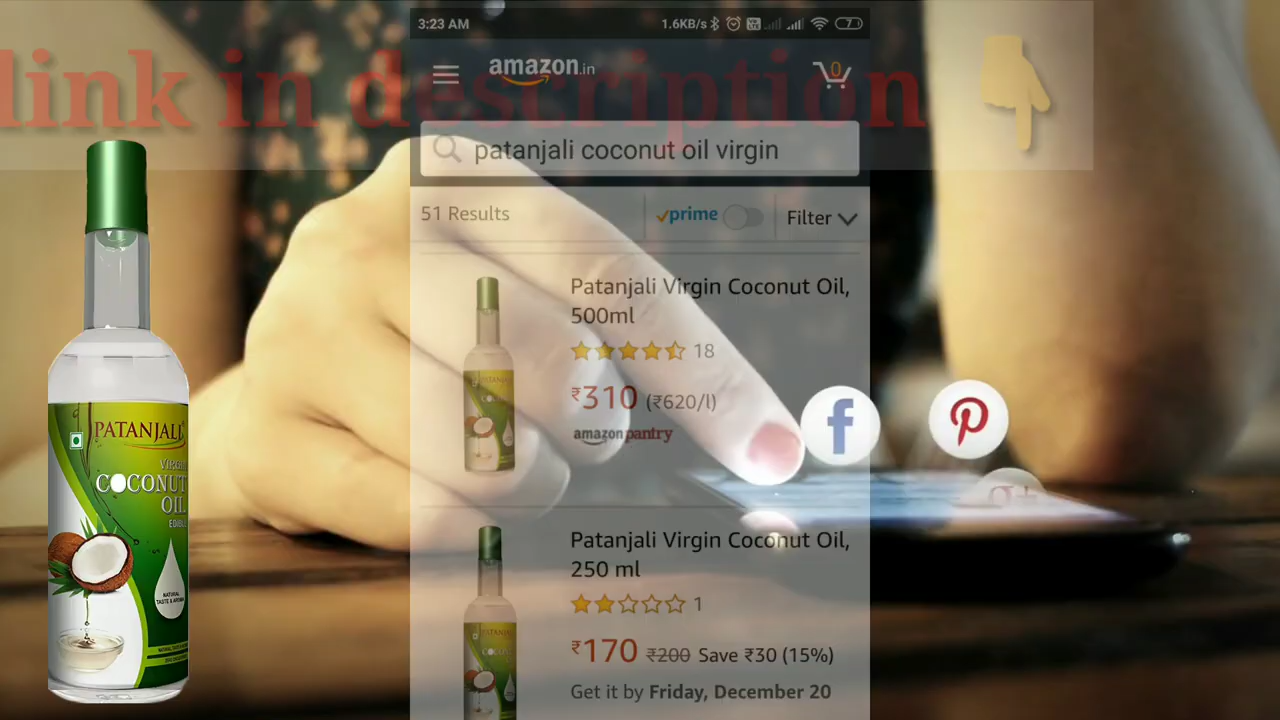 3:23 AM
1.6KB/s
7
amazon.in
0
link in description
patanjali coconut oil virgin
51 Results
prime
Filter
Patanjali Virgin Coconut Oil,
500ml
18
₹310 (₹620/l)
amazon pantry
Patanjali Virgin Coconut Oil,
250 ml
1
₹170 ₹200 Save ₹30 (15%)
Get it by Friday, December 20
PATANJALI
VIRGIN
COCONUT
OIL
EDIBLE
NATURAL
TASTE & AROMA
f
g+